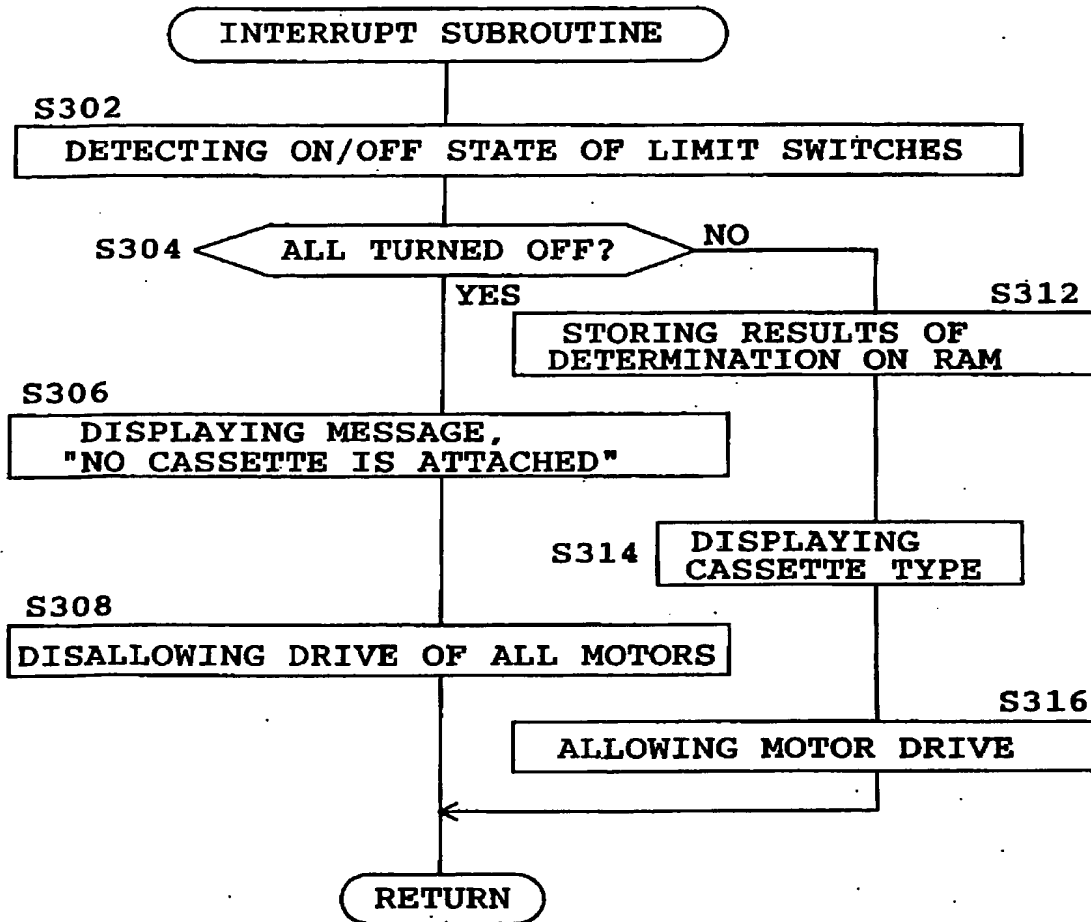 INTERRUPT SUBROUTINE
S302
DETECTING ON/OFF STATE OF LIMIT SWITCHES
S304
ALL TURNED OFF?
NO
YES
S312
STORING RESULTS OF
DETERMINATION ON RAM
S306
DISPLAYING MESSAGE,
"NO CASSETTE IS ATTACHED"
S314
DISPLAYING
CASSETTE TYPE
S308
DISALLOWING DRIVE OF ALL MOTORS
S316
ALLOWING MOTOR DRIVE
RETURN